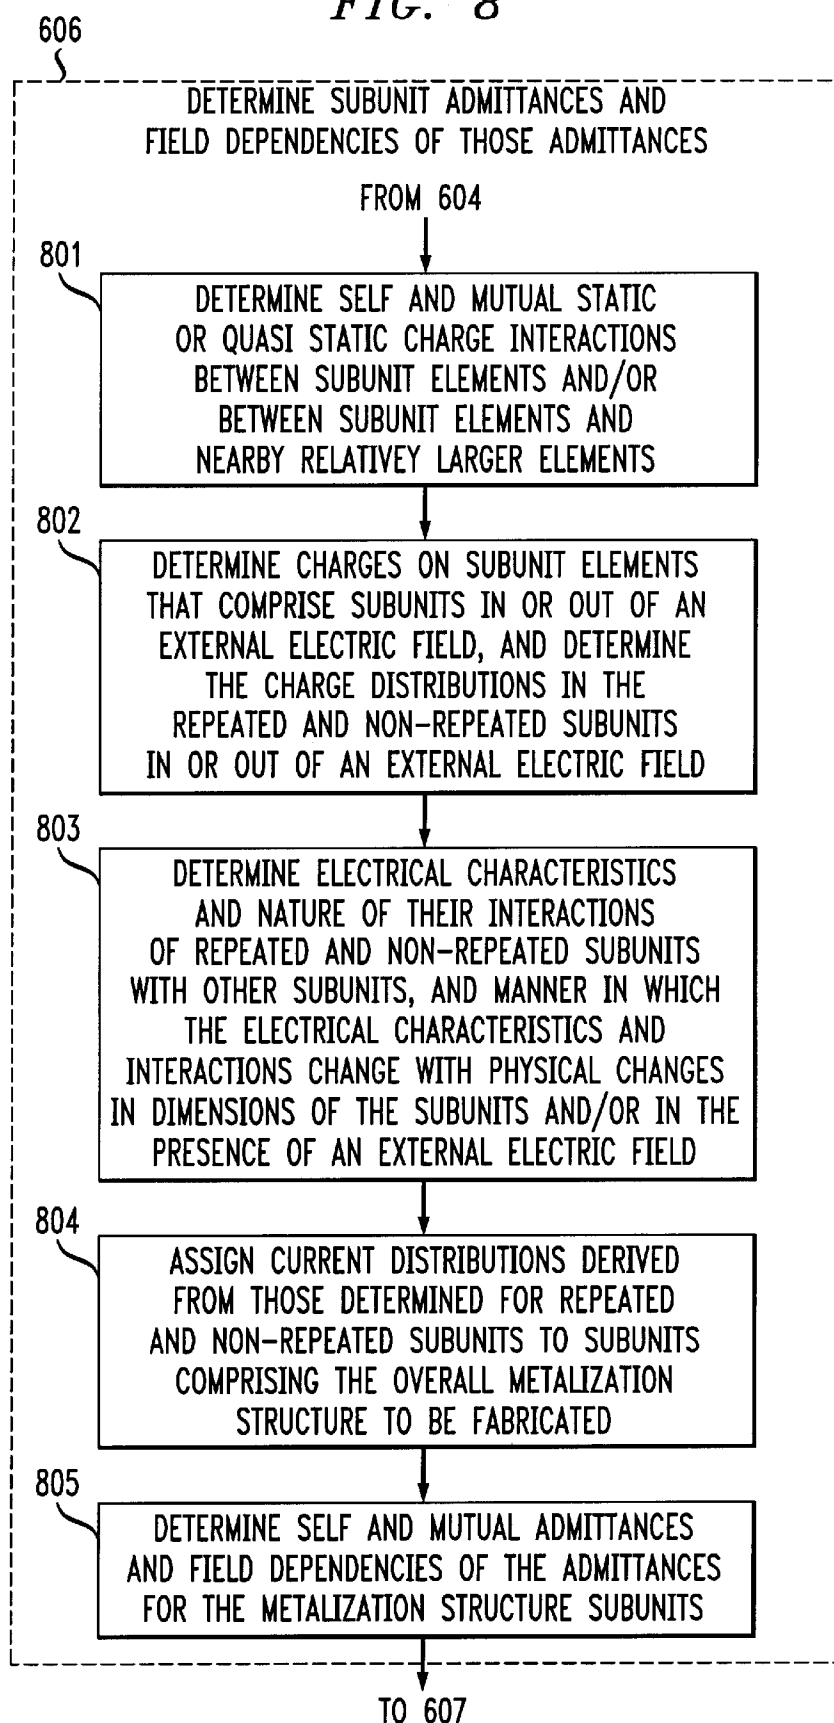 FIG. 8
606
DETERMINE SUBUNIT ADMITTANCES AND
FIELD DEPENDENCIES OF THOSE ADMITTANCES
FROM 604
801
DETERMINE SELF AND MUTUAL STATIC
OR QUASI STATIC CHARGE INTERACTIONS
BETWEEN SUBUNIT ELEMENTS AND/OR
BETWEEN SUBUNIT ELEMENTS AND
NEARBY RELATIVEY LARGER ELEMENTS
802
DETERMINE CHARGES ON SUBUNIT ELEMENTS
THAT COMPRISE SUBUNITS IN OR OUT OF AN
EXTERNAL ELECTRIC FIELD, AND DETERMINE
THE CHARGE DISTRIBUTIONS IN THE
REPEATED AND NON-REPEATED SUBUNITS
IN OR OUT OF AN EXTERNAL ELECTRIC FIELD
803
DETERMINE ELECTRICAL CHARACTERISTICS
AND NATURE OF THEIR INTERACTIONS
OF REPEATED AND NON-REPEATED SUBUNITS
WITH OTHER SUBUNITS, AND MANNER IN WHICH
THE ELECTRICAL CHARACTERISTICS AND
INTERACTIONS CHANGE WITH PHYSICAL CHANGES
IN DIMENSIONS OF THE SUBUNITS AND/OR IN THE
PRESENCE OF AN EXTERNAL ELECTRIC FIELD
804
ASSIGN CURRENT DISTRIBUTIONS DERIVED
FROM THOSE DETERMINED FOR REPEATED
AND NON-REPEATED SUBUNITS TO SUBUNITS
COMPRISING THE OVERALL METALIZATION
STRUCTURE TO BE FABRICATED
805
DETERMINE SELF AND MUTUAL ADMITTANCES
AND FIELD DEPENDENCIES OF THE ADMITTANCES
FOR THE METALIZATION STRUCTURE SUBUNITS
TO 607